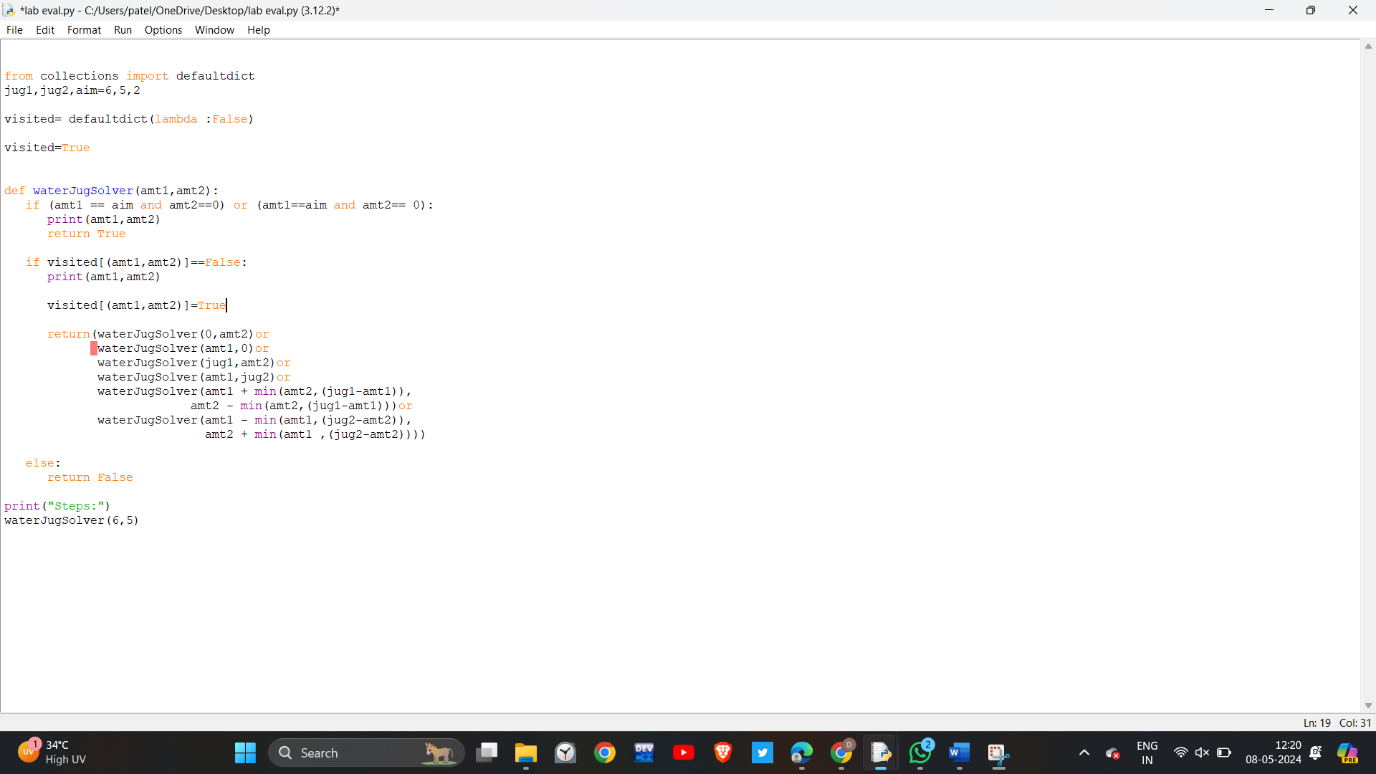 *lab eval.py - C:/Users/patel/OneDrive/Desktop/lab eval.py (3.12.2)*
File Edit Format Run Options Window Help
from collections import defaultdict
jug1,jug2,aim=6,5,2
visited= defaultdict(lambda :False)
visited=True
def waterJugSolver(amt1,amt2):
   if (amt1 == aim and amt2==0) or (amt1==aim and amt2== 0):
      print(amt1,amt2)
      return True
   if visited[(amt1,amt2)]==False:
      print(amt1,amt2)
      visited[(amt1,amt2)]=True
      return(waterJugSolver(0,amt2)or
             waterJugSolver(amt1,0)or
             waterJugSolver(jug1,amt2)or
             waterJugSolver(amt1,jug2)or
             waterJugSolver(amt1 + min(amt2,(jug1-amt1)),
                          amt2 - min(amt2,(jug1-amt1)))or
             waterJugSolver(amt1 - min(amt1,(jug2-amt2)),
                            amt2 + min(amt1 ,(jug2-amt2))))
   else:
      return False
print("Steps:")
waterJugSolver(6,5)
Ln: 19 Col: 31
UV 1 34°C
High UV
Search
DEV
D
2
W
ENG
IN
12:20
08-05-2024
PRE